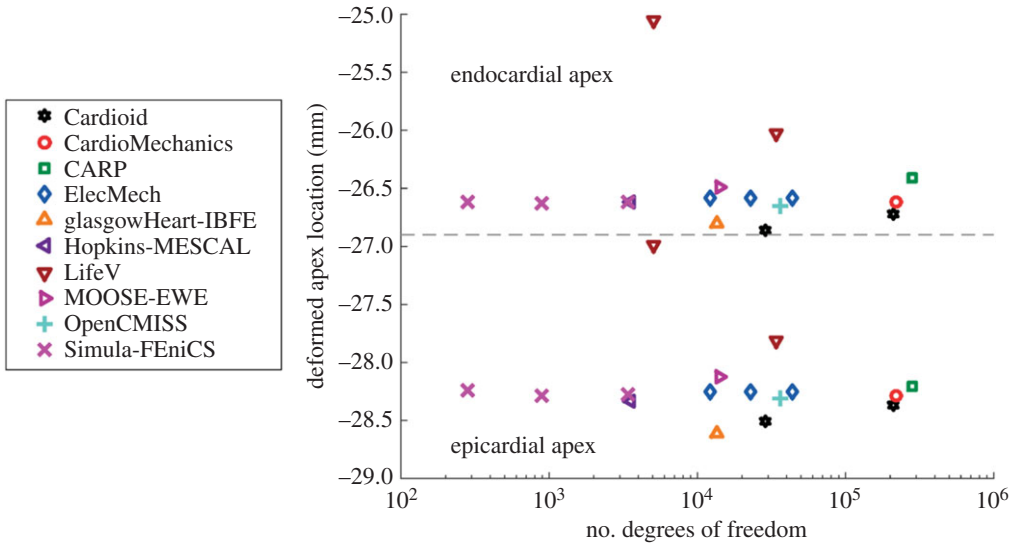 Cardioid
CardioMechanics
CARP
ElecMech
glasgowHeart-IBFE
Hopkins-MESCAL
LifeV
MOOSE-EWE
OpenCMISS
Simula-FEniCS
deformed apex location (mm)
–25.0
–25.5
–26.0
–26.5
–27.0
–27.5
–28.0
–28.5
–29.0
endocardial apex
epicardial apex
10²
10³
10⁴
10⁵
10⁶
no. degrees of freedom